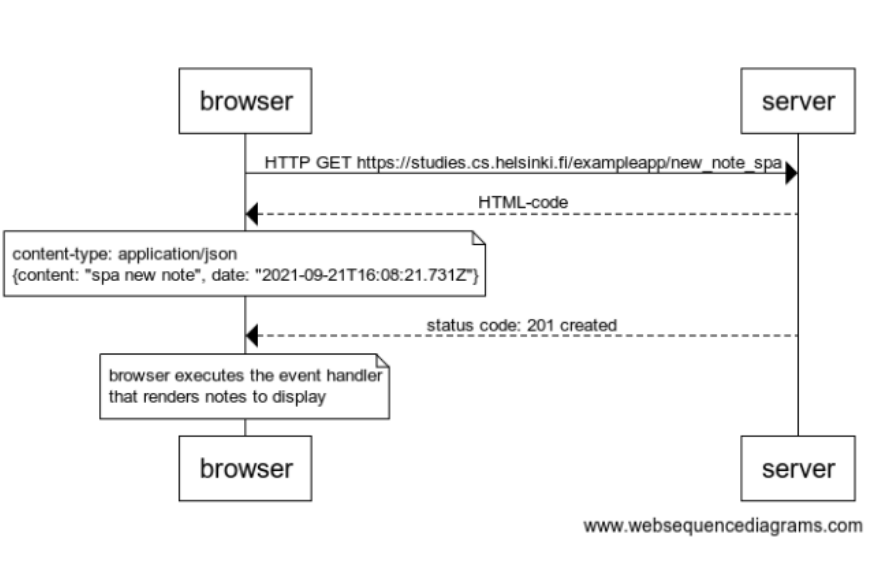 browser
server
HTTP GET https://studies.cs.helsinki.fi/exampleapp/new_note_spa
HTML-code
content-type: application/json
{content: "spa new note", date: "2021-09-21T16:08:21.731Z"}
status code: 201 created
browser executes the event handler
that renders notes to display
browser
server
www.websequencediagrams.com